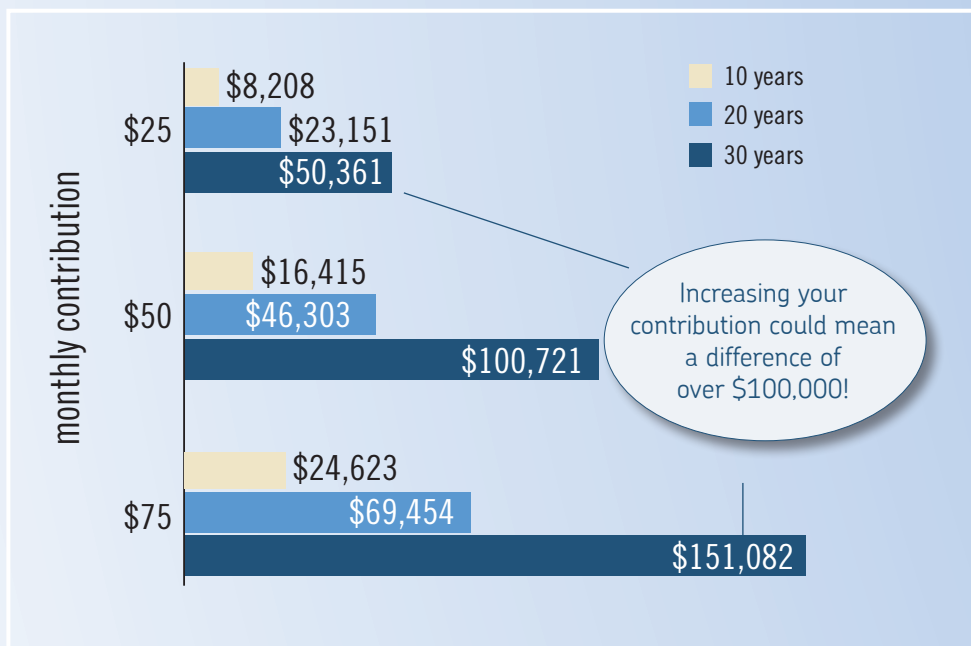 10 years
20 years
30 years
monthly contribution
$25
$8,208
$23,151
$50,361
$50
$16,415
$46,303
$100,721
Increasing your
contribution could mean
a difference of
over $100,000!
$75
$24,623
$69,454
$151,082